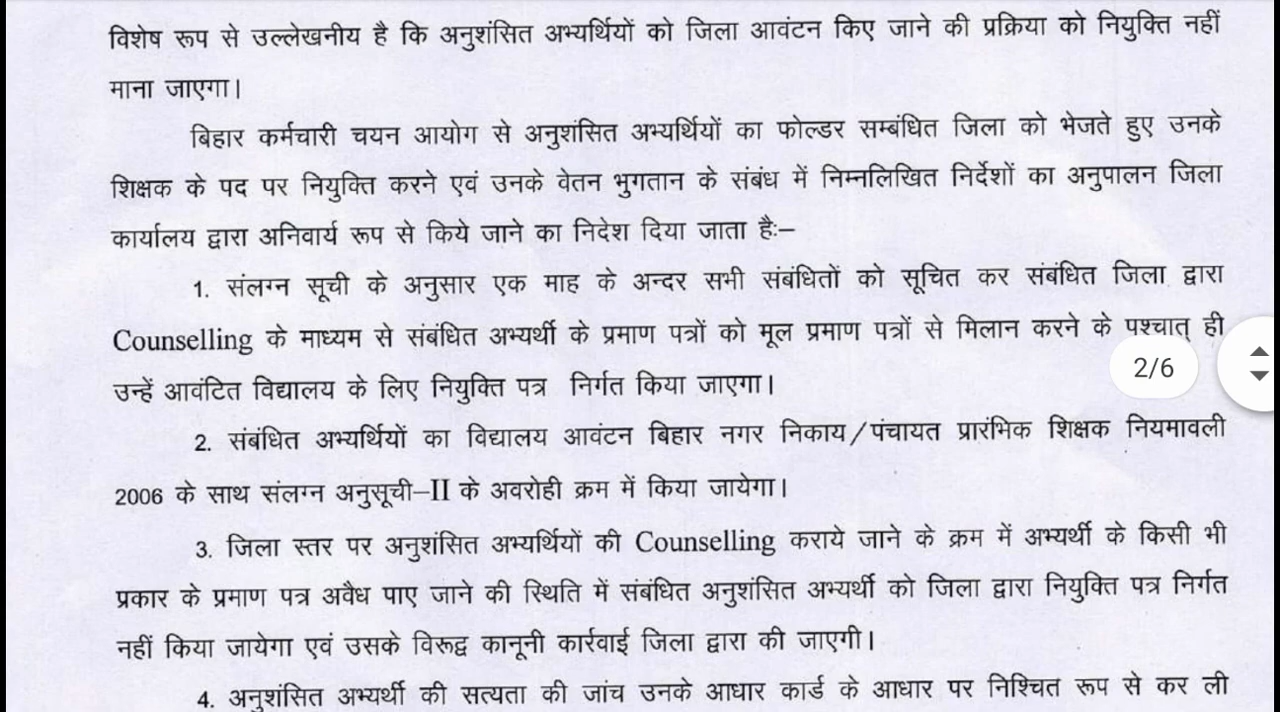 विशेष रूप से उल्लेखनीय है कि अनुशंसित अभ्यर्थियों को जिला आवंटन किए जाने की प्रक्रिया को नियुक्ति नहीं
माना जाएगा।
बिहार कर्मचारी चयन आयोग से अनुशंसित अभ्यर्थियों का फोल्डर सम्बंधित जिला को भेजते हुए उनके
शिक्षक के पद पर नियुक्ति करने एवं उनके वेतन भुगतान के संबंध में निम्नलिखित निर्देशों का अनुपालन जिला
कार्यालय द्वारा अनिवार्य रूप से किये जाने का निदेश दिया जाता हैः–
1. संलग्न सूची के अनुसार एक माह के अन्दर सभी संबंधितों को सूचित कर संबंधित जिला द्वारा
Counselling के माध्यम से संबंधित अभ्यर्थी के प्रमाण पत्रों को मूल प्रमाण पत्रों से मिलान करने के पश्चात् ही
2/6
उन्हें आवंटित विद्यालय के लिए नियुक्ति पत्र निर्गत किया जाएगा।
2. संबंधित अभ्यर्थियों का विद्यालय आवंटन बिहार नगर निकाय/पंचायत प्रारंभिक शिक्षक नियमावली
2006 के साथ संलग्न अनुसूची–II के अवरोही क्रम में किया जायेगा।
3. जिला स्तर पर अनुशंसित अभ्यर्थियों की Counselling कराये जाने के क्रम में अभ्यर्थी के किसी भी
प्रकार के प्रमाण पत्र अवैध पाए जाने की स्थिति में संबंधित अनुशंसित अभ्यर्थी को जिला द्वारा नियुक्ति पत्र निर्गत
नहीं किया जायेगा एवं उसके विरूद्व कानूनी कार्रवाई जिला द्वारा की जाएगी।
4. अनुशंसित अभ्यर्थी की सत्यता की जांच उनके आधार कार्ड के आधार पर निश्चित रूप से कर ली